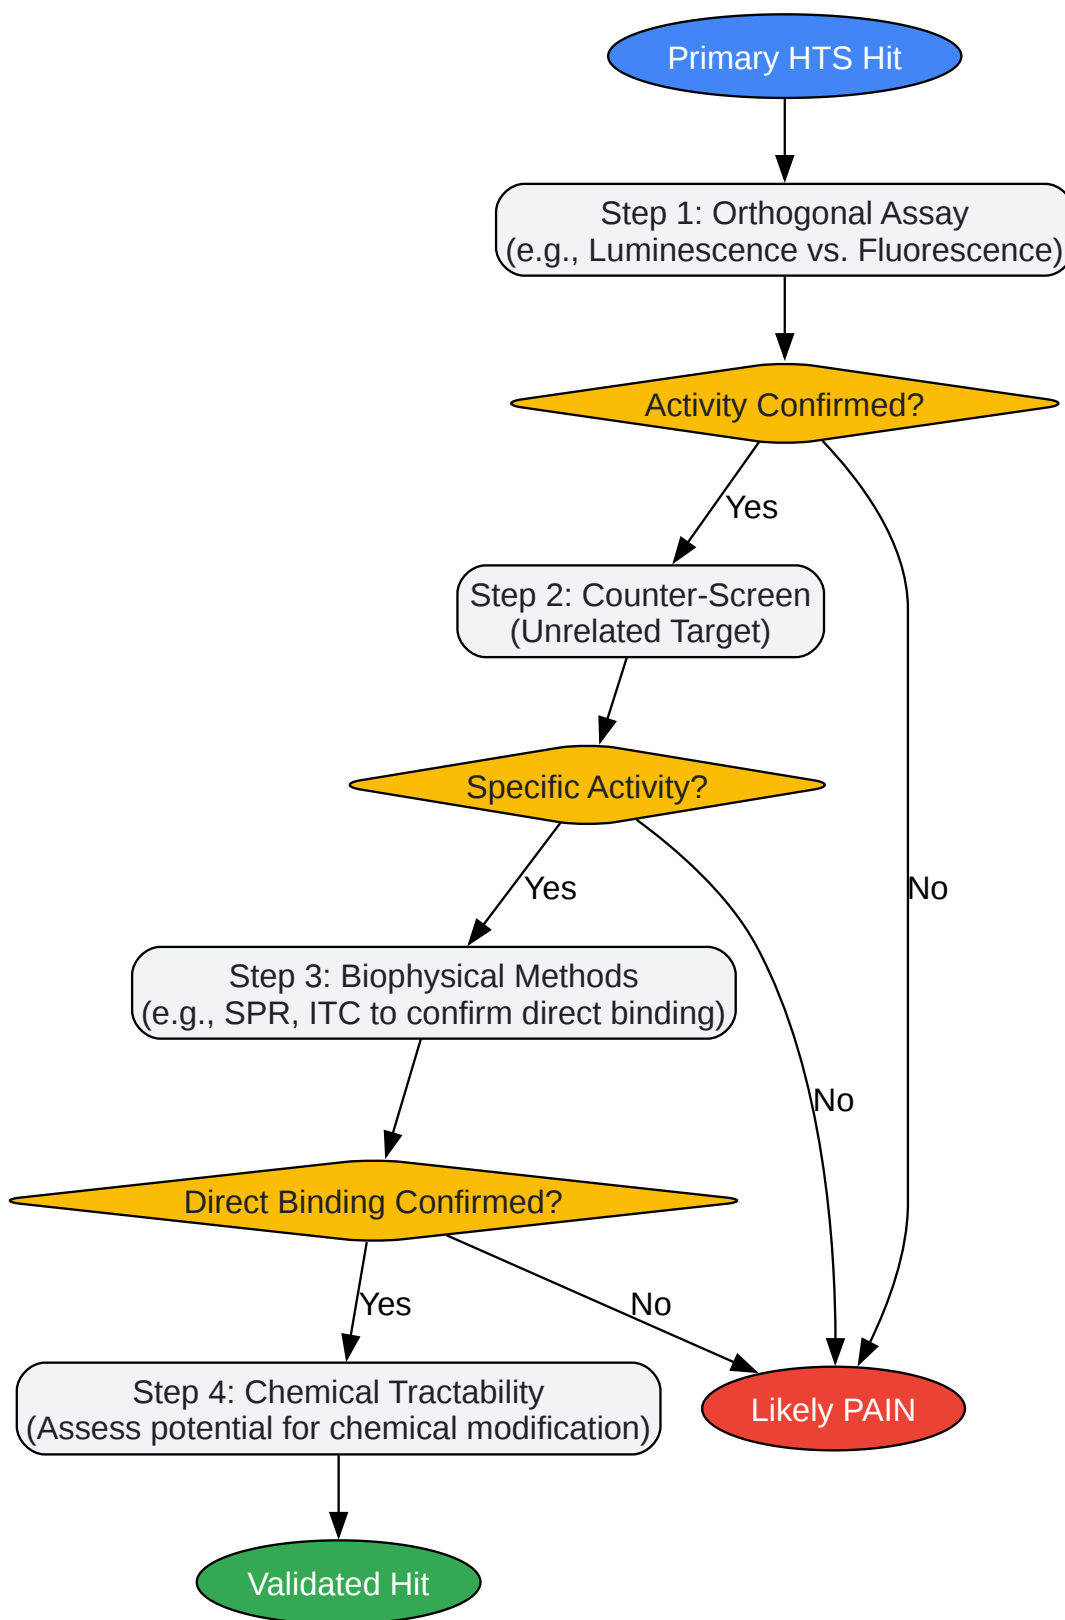 Primary HTS Hit
Step 1: Orthogonal Assay
(e.g., Luminescence vs. Fluorescence)
Activity Confirmed?
Yes
Step 2: Counter-Screen
(Unrelated Target)
Specific Activity?
Yes
No
Step 3: Biophysical Methods
(e.g., SPR, ITC to confirm direct binding)
No
Direct Binding Confirmed?
Yes
No
Step 4: Chemical Tractability
(Assess potential for chemical modification)
Likely PAIN
Validated Hit